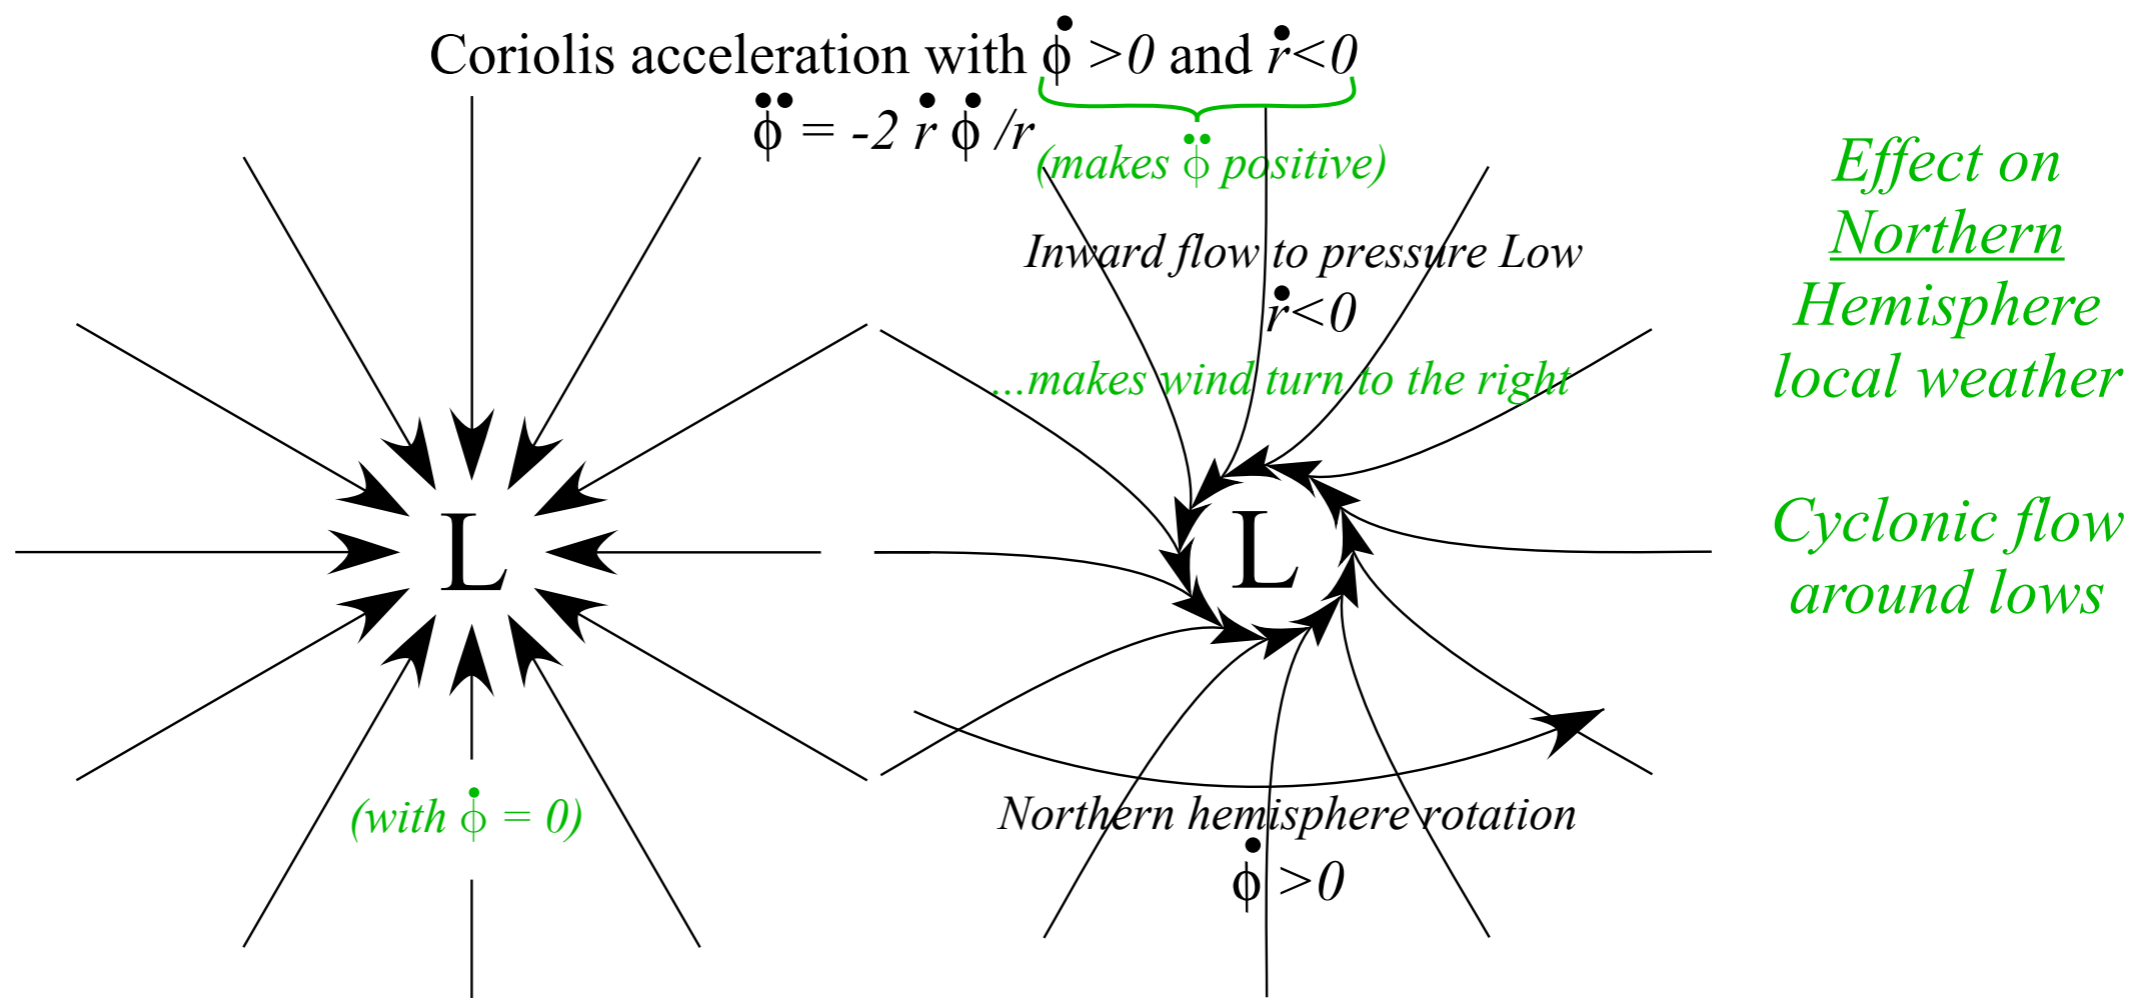 Coriolis acceleration with ϕ̇ >0 and ṙ<0
ϕ̈ = -2 ṙ ϕ̇ /r
(makes ϕ̈ positive)
Inward flow to pressure Low
ṙ<0
...makes wind turn to the right
L
(with ϕ̇ = 0)
L
Northern hemisphere rotation
ϕ̇ >0
Effect on
Northern
Hemisphere
local weather
Cyclonic flow
around lows